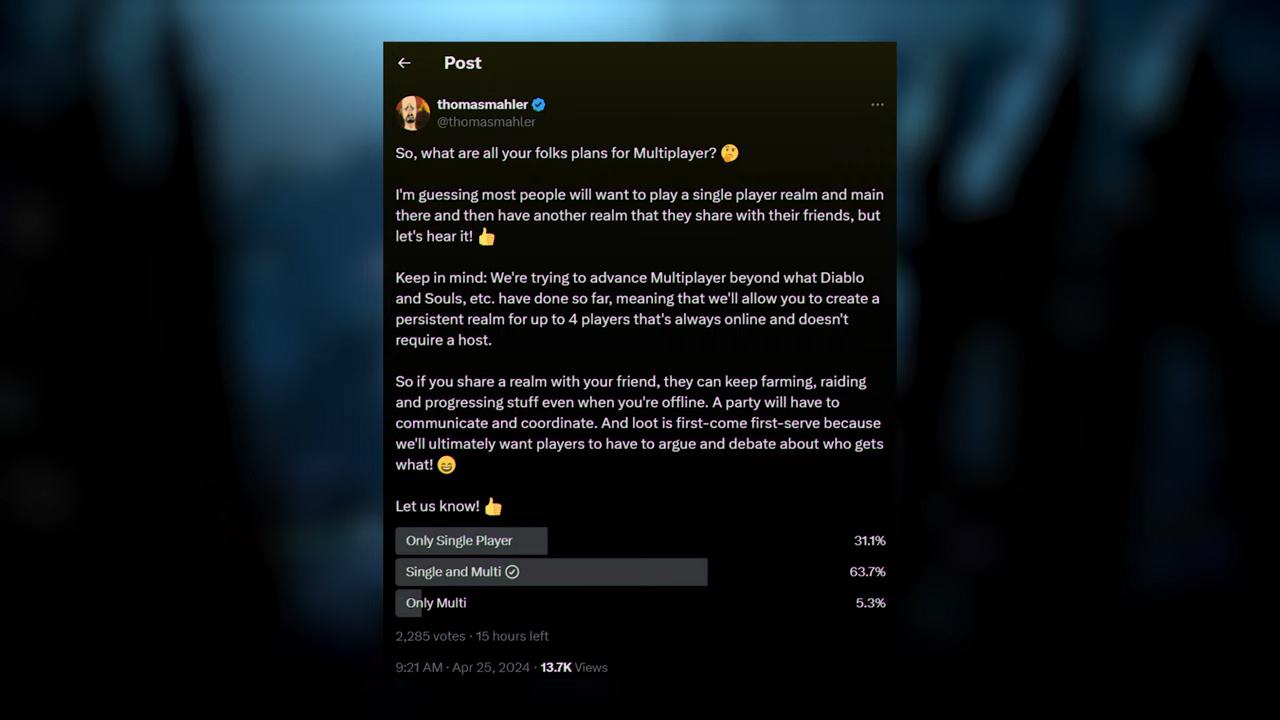 Post
thomasmahler
@thomasmahler
So, what are all your folks plans for Multiplayer? 🤔
I'm guessing most people will want to play a single player realm and main
there and then have another realm that they share with their friends, but
let's hear it! 👍
Keep in mind: We're trying to advance Multiplayer beyond what Diablo
and Souls, etc. have done so far, meaning that we'll allow you to create a
persistent realm for up to 4 players that's always online and doesn't
require a host.
So if you share a realm with your friend, they can keep farming, raiding
and progressing stuff even when you're offline. A party will have to
communicate and coordinate. And loot is first-come first-serve because
we'll ultimately want players to have to argue and debate about who gets
what! 😄
Let us know! 👍
Only Single Player 31.1%
Single and Multi 63.7%
Only Multi 5.3%
2,285 votes · 15 hours left
9:21 AM · Apr 25, 2024 · 13.7K Views